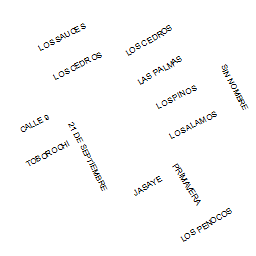 LOS SAUCES
LOS CEDROS
LOS CEDROS
LAS PALMAS
SIN NOMBRE
LOS PINOS
CALLE 9
LOS ALAMOS
21 DE SEPTIEMBRE
TOBOROCHI
PRIMAVERA
JASAYE
LOS PENOCOS